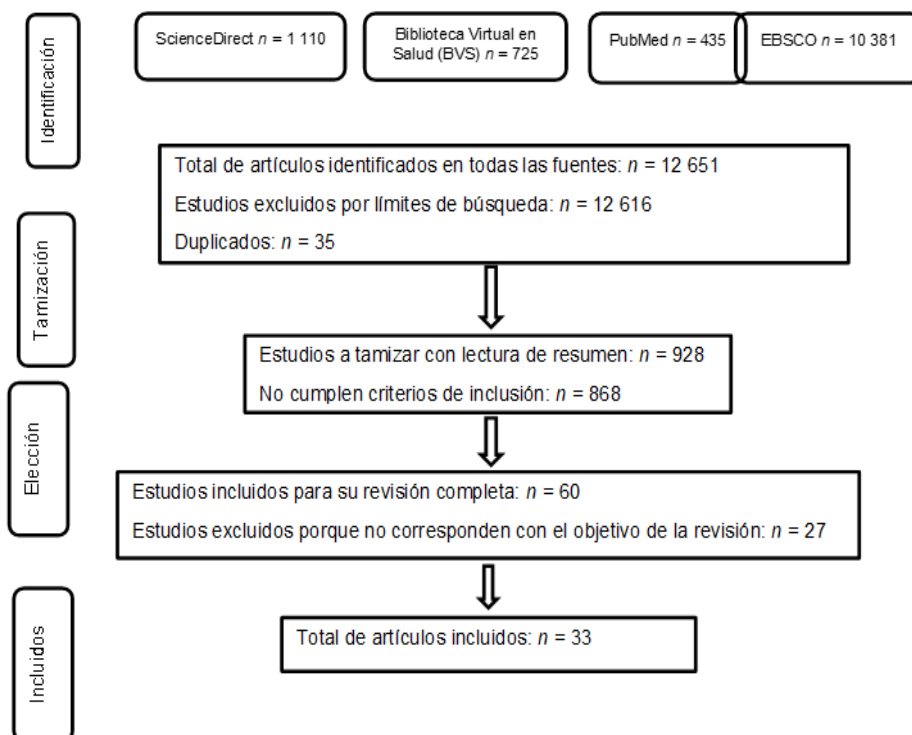 Identificación
ScienceDirect n = 1 110
Biblioteca Virtual en
Salud (BVS) n = 725
PubMed n = 435
EBSCO n = 10 381
Total de artículos identificados en todas las fuentes: n = 12 651
Estudios excluidos por límites de búsqueda: n = 12 616
Duplicados: n = 35
Tamización
Estudios a tamizar con lectura de resumen: n = 928
No cumplen criterios de inclusión: n = 868
Elección
Estudios incluidos para su revisión completa: n = 60
Estudios excluidos porque no corresponden con el objetivo de la revisión: n = 27
Incluidos
Total de artículos incluidos: n = 33